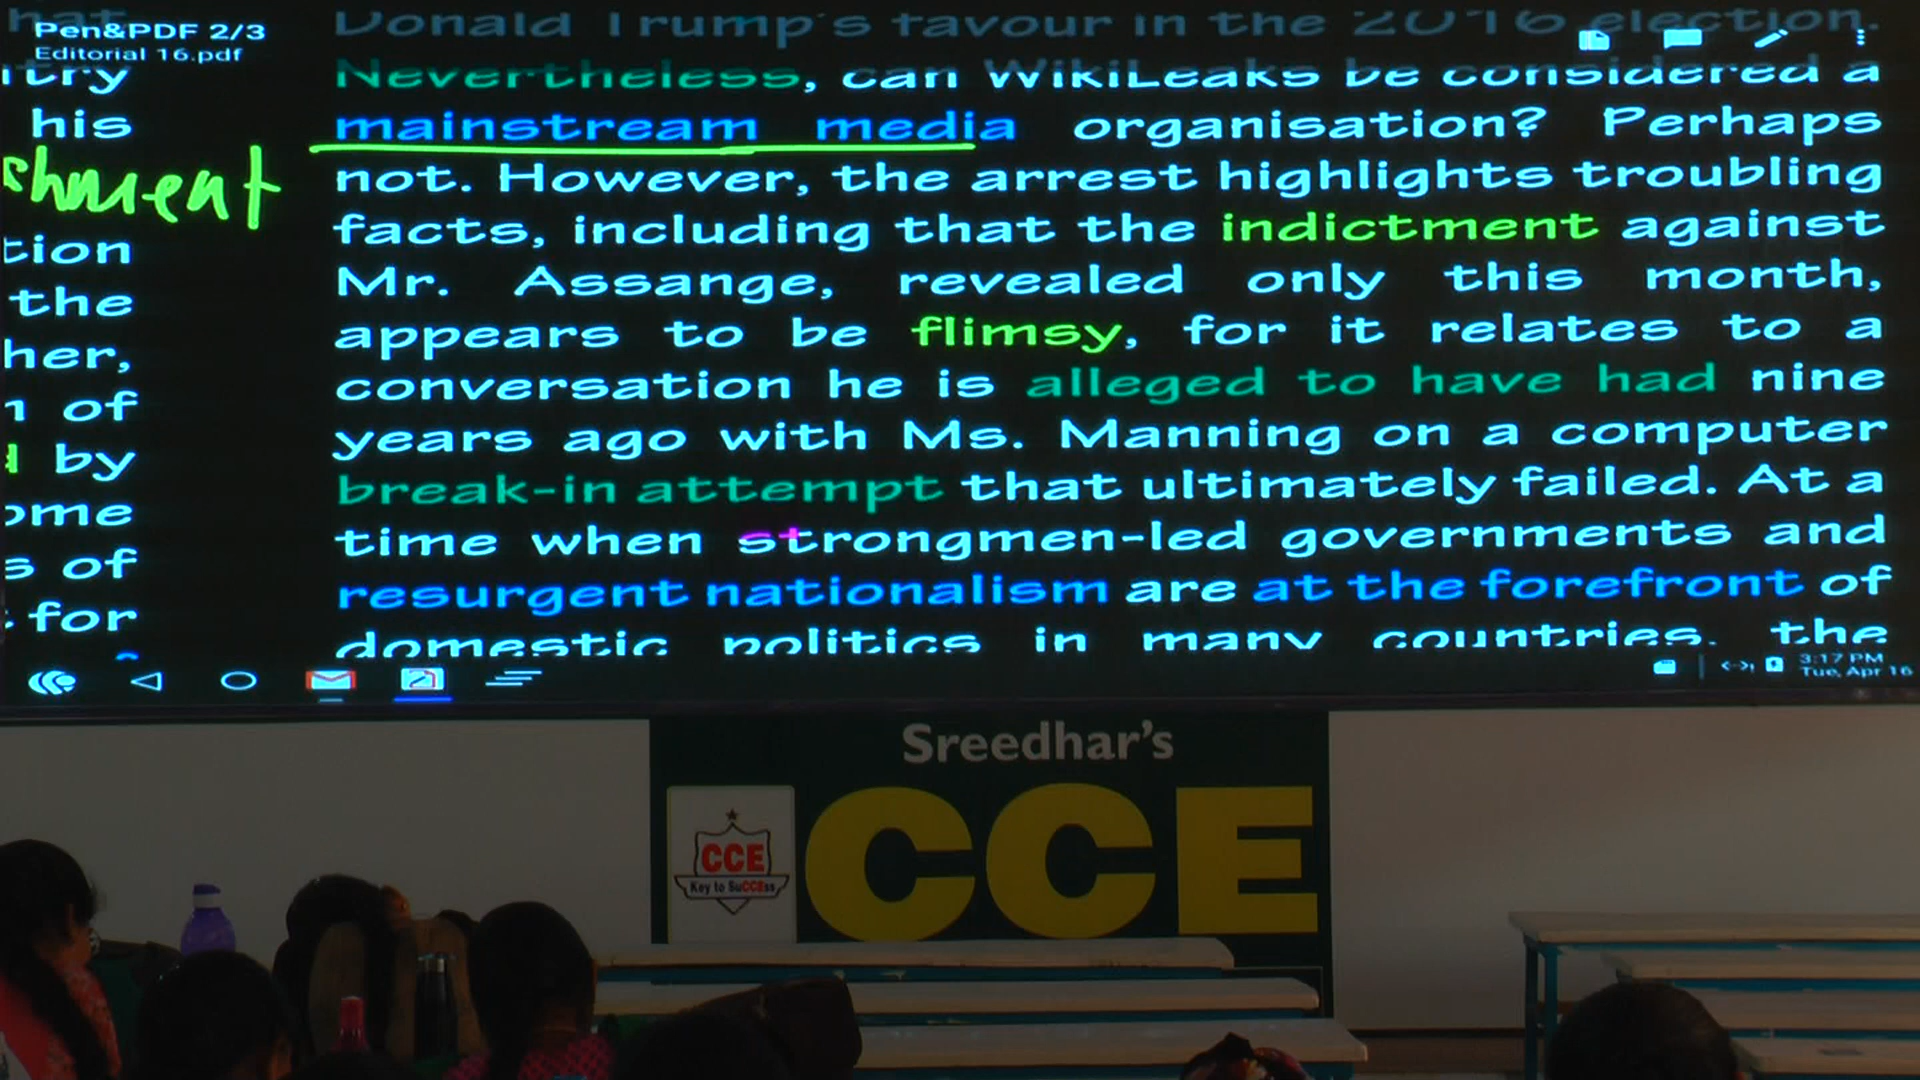 Pen&PDF 2/3
Editorial 16.pdf
his
tion
the
her,
of
by
ome
s of
for
Donald Trump's favour in the 2016 election.
Nevertheless, can WikiLeaks be considered a
mainstream media organisation? Perhaps
not. However, the arrest highlights troubling
facts, including that the indictment against
Mr. Assange, revealed only this month,
appears to be flimsy, for it relates to a
conversation he is alleged to have had nine
years ago with Ms. Manning on a computer
break-in attempt that ultimately failed. At a
time when strongmen-led governments and
resurgent nationalism are at the forefront of
domestic politics in many countries, the
3:17 PM
Tue, Apr 16
Sreedhar's
CCE
CCE
Key to SuCCEss